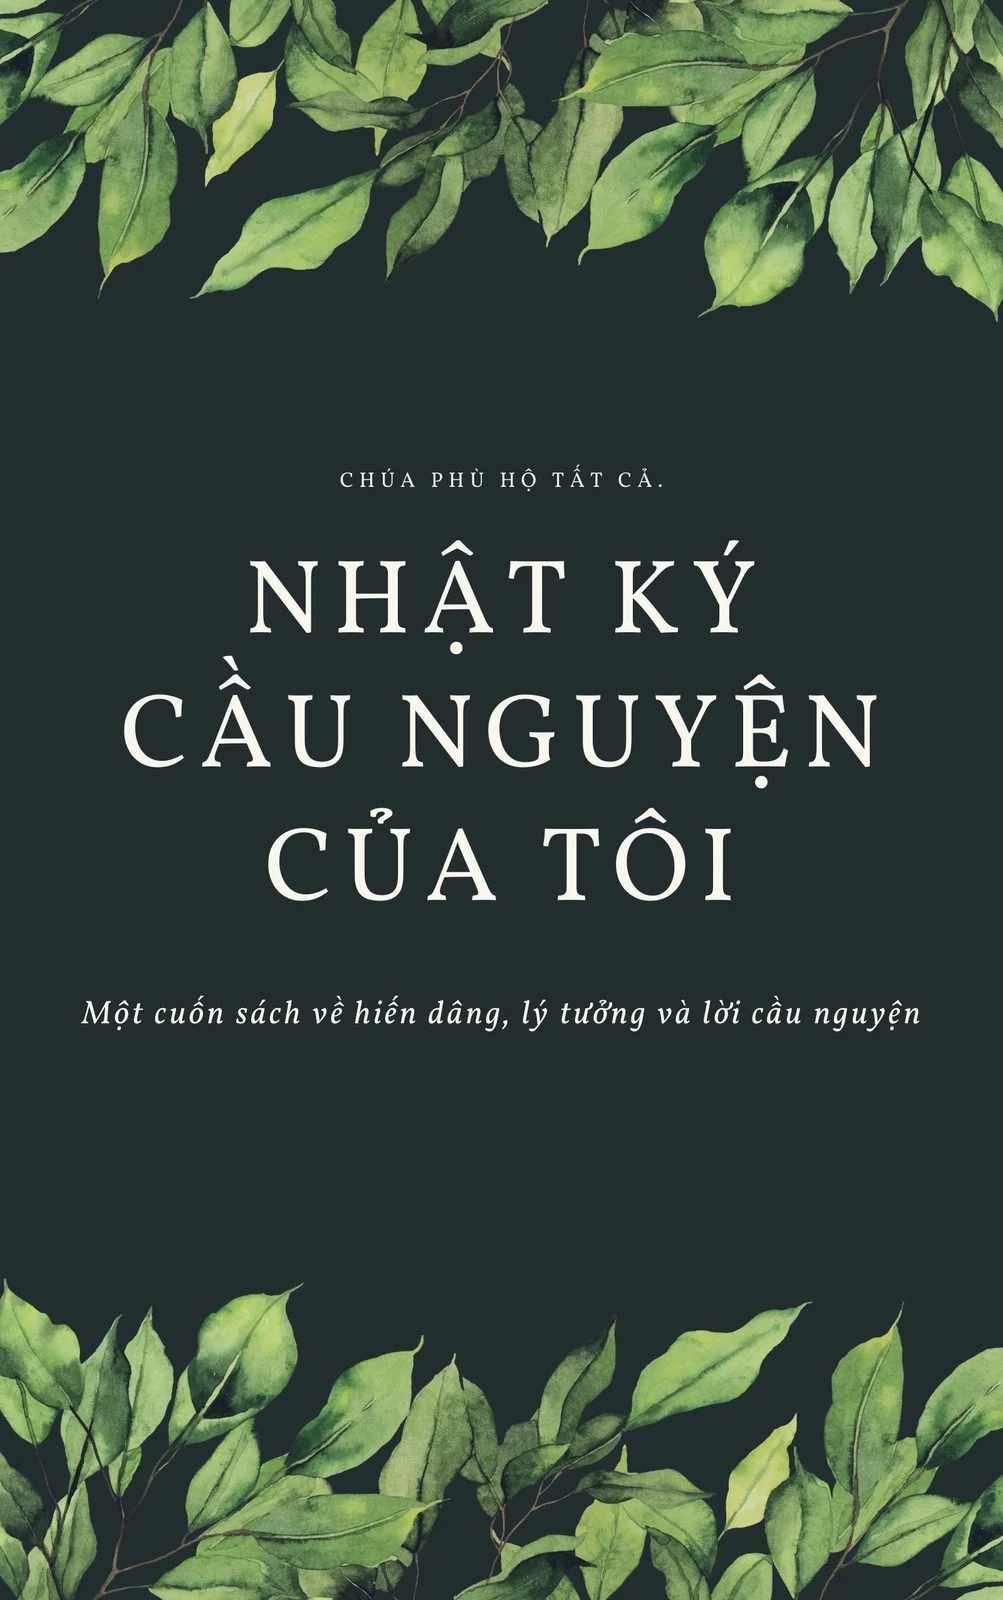 CHÚA PHÙ HỘ TẤT CẢ.
NHẬT KÝ
CẦU NGUYỆN
CỦA TÔI
Một cuốn sách về hiến dâng, lý tưởng và lời cầu nguyện